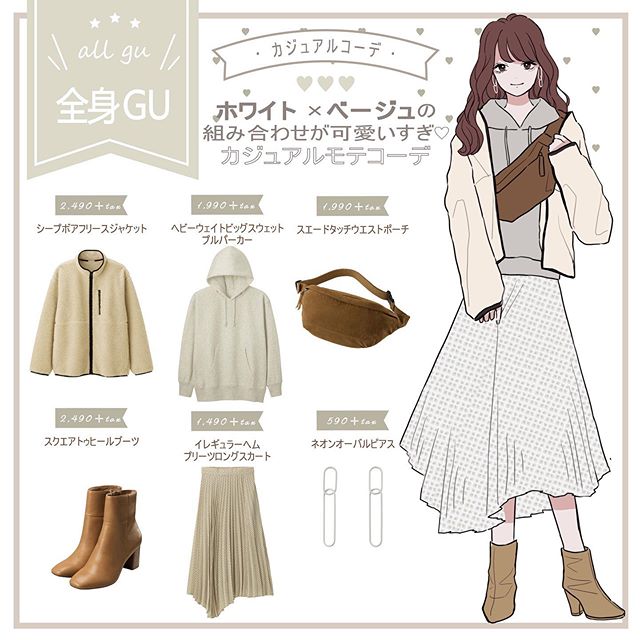 all gu
全身GU
・カジュアルコーデ・
ホワイト×ベージュの
組み合わせが可愛いすぎ♡
カジュアルモテコーデ
2,490+tax
1,990+tax
1,990+tax
シープボアフリースジャケット
ヘビーウェイトビッグスウェット
プルパーカー
スエードタッチウエストポーチ
2,490+tax
1,490+tax
590+tax
スクエアトゥヒールブーツ
イレギュラーヘム
プリーツロングスカート
ネオンオーバルピアス